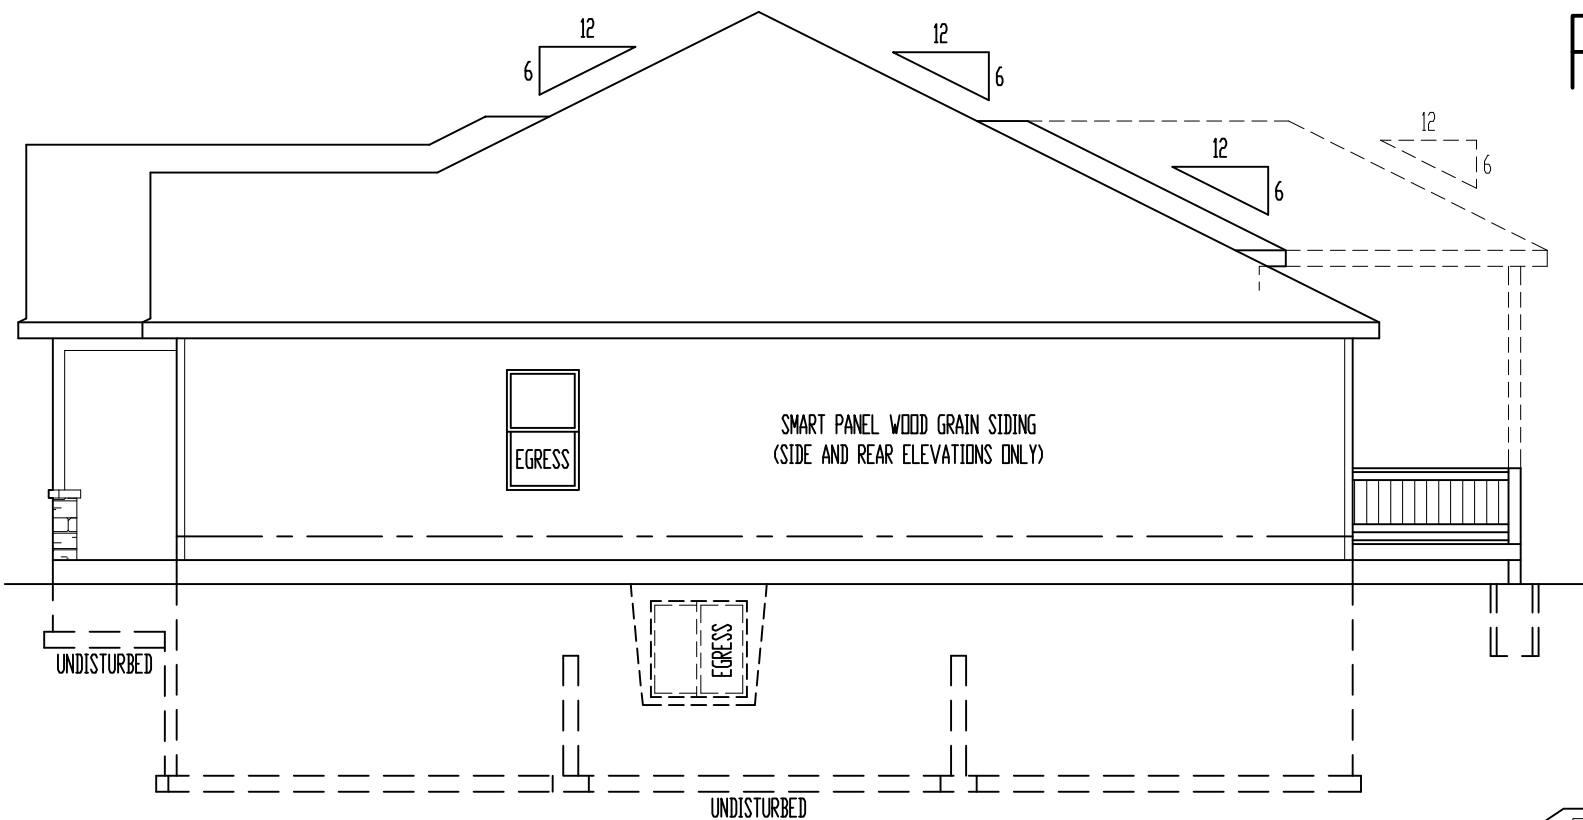 12
6
12
6
12
6
12
6
SMART PANEL WOOD GRAIN SIDING
(SIDE AND REAR ELEVATIONS ONLY)
EGRESS
EGRESS
UNDISTURBED
UNDISTURBED